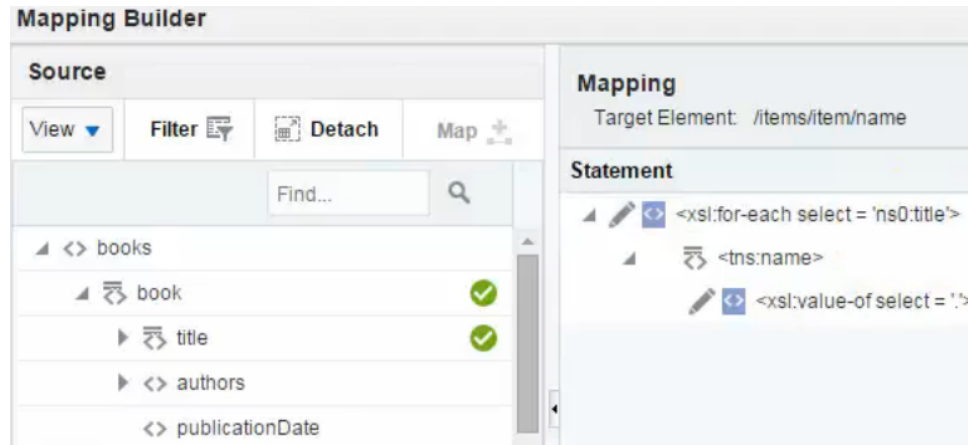 Mapping Builder
Source
View Filter Detach Map
Find...
books
book
title
authors
publicationDate
Mapping
Target Element: /items/item/name
Statement
<xsl:for-each select = 'ns0:title'>
<tns:name>
<xsl:value-of select = '.'>